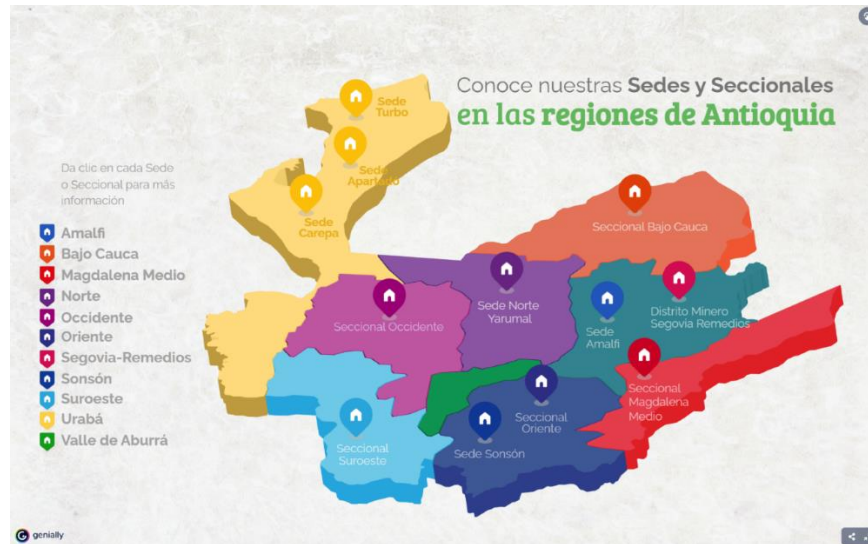 Conoce nuestras Sedes y Seccionales
en las regiones de Antioquia
Da clic en cada Sede
o Seccional para más
información
Amalfi
Bajo Cauca
Magdalena Medio
Norte
Occidente
Oriente
Segovia-Remedios
Sonsón
Suroeste
Urabá
Valle de Aburrá
Sede
Turbo
Sede
Apartadó
Sede
Carepa
Seccional Bajo Cauca
Seccional Occidente
Sede Norte
Yarumal
Sede
Amalfi
Distrito Minero
Segovia Remedios
Seccional
Magdalena
Medio
Seccional
Oriente
Sede Sonsón
Seccional
Suroeste
genially